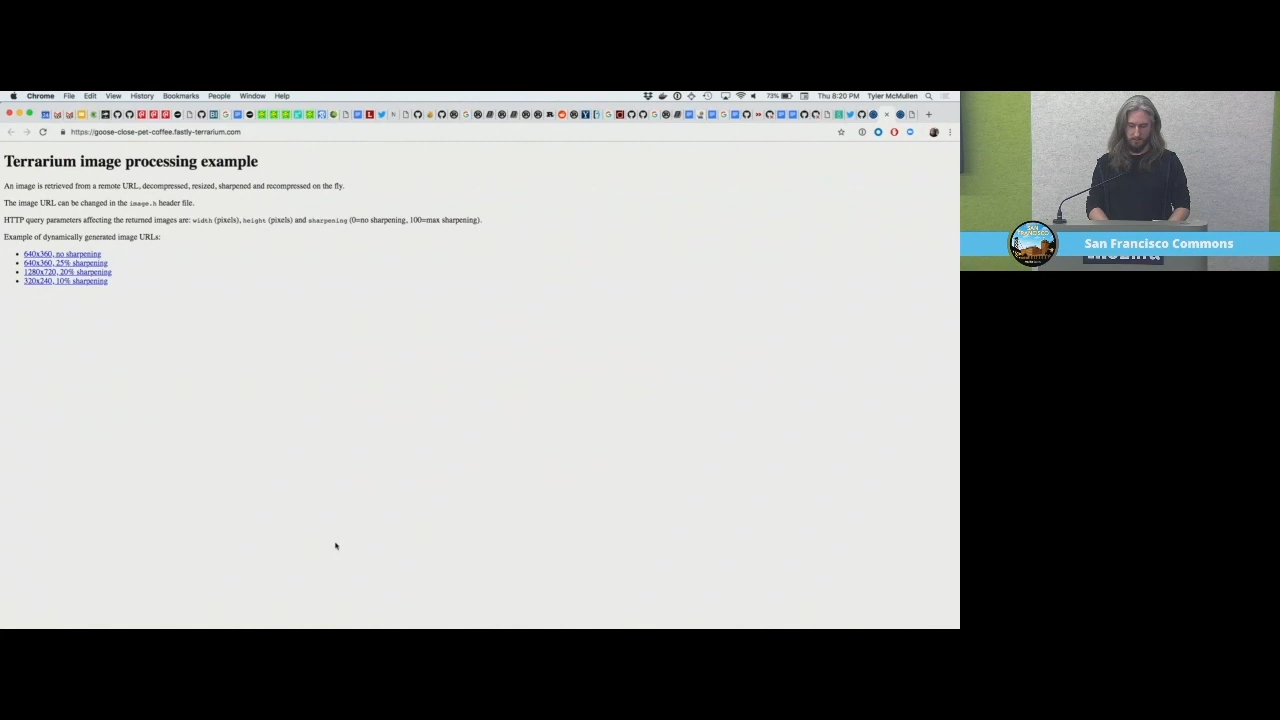 Chrome File Edit View History Bookmarks People Window Help
73% Thu 8:20 PM Tyler McMullen
https://goose-close-pet-coffee.fastly-terrarium.com
Terrarium image processing example
An image is retrieved from a remote URL, decompressed, resized, sharpened and recompressed on the fly.
The image URL can be changed in the image.h header file.
HTTP query parameters affecting the returned images are: width (pixels), height (pixels) and sharpening (0=no sharpening, 100=max sharpening).
Example of dynamically generated image URLs:
640x360, no sharpening
640x360, 25% sharpening
1280x720, 20% sharpening
320x240, 10% sharpening
SAN FRANCISCO
San Francisco Commons